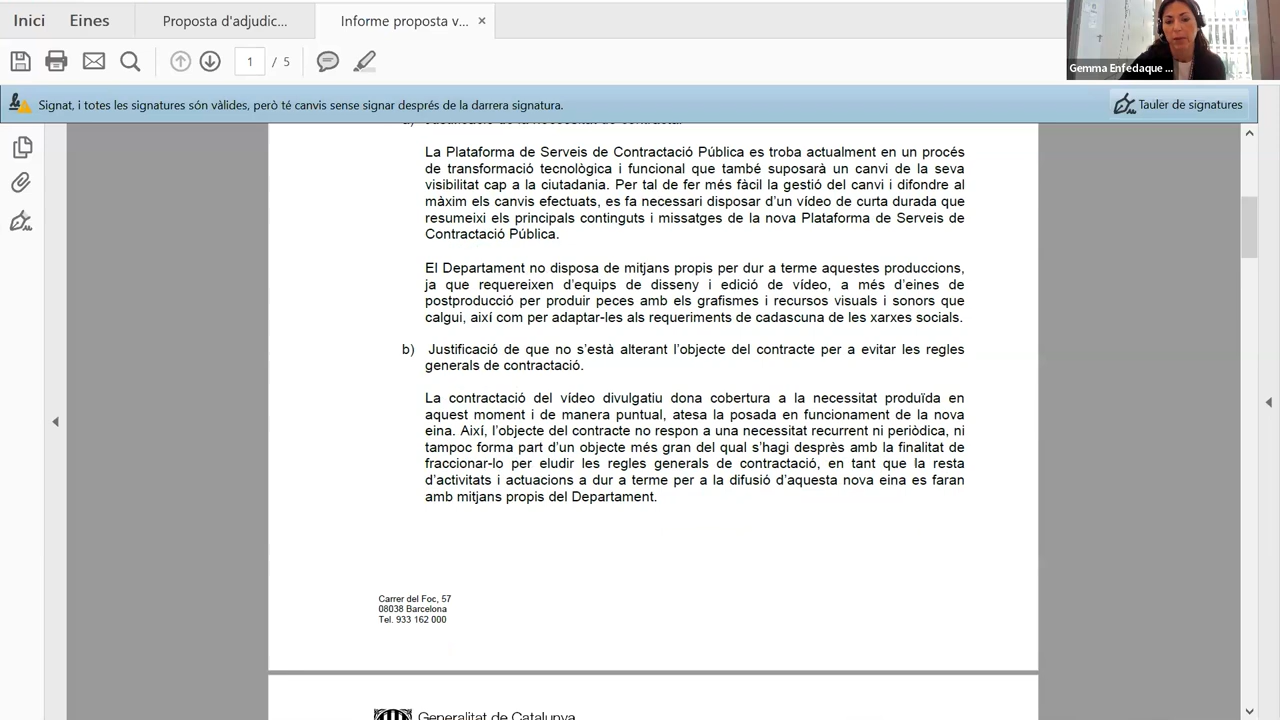 Inici Eines Proposta d'adjudic... Informe proposta v... ×
1 / 5
Gemma Enfedaque ...
Signat, i totes les signatures són vàlides, però té canvis sense signar després de la darrera signatura. Tauler de signatures
La Plataforma de Serveis de Contractació Pública es troba actualment en un procés
de transformació tecnològica i funcional que també suposarà un canvi de la seva
visibilitat cap a la ciutadania. Per tal de fer més fàcil la gestió del canvi i difondre al
màxim els canvis efectuats, es fa necessari disposar d’un vídeo de curta durada que
resumeixi els principals continguts i missatges de la nova Plataforma de Serveis de
Contractació Pública.
El Departament no disposa de mitjans propis per dur a terme aquestes produccions,
ja que requereixen d’equips de disseny i edició de vídeo, a més d’eines de
postproducció per produir peces amb els grafismes i recursos visuals i sonors que
calgui, així com per adaptar-les als requeriments de cadascuna de les xarxes socials.
b) Justificació de que no s’està alterant l’objecte del contracte per a evitar les regles
generals de contractació.
La contractació del vídeo divulgatiu dona cobertura a la necessitat produïda en
aquest moment i de manera puntual, atesa la posada en funcionament de la nova
eina. Així, l’objecte del contracte no respon a una necessitat recurrent ni periòdica, ni
tampoc forma part d’un objecte més gran del qual s’hagi desprès amb la finalitat de
fraccionar-lo per eludir les regles generals de contractació, en tant que la resta
d’activitats i actuacions a dur a terme per a la difusió d’aquesta nova eina es faran
amb mitjans propis del Departament.
Carrer del Foc, 57
08038 Barcelona
Tel. 933 162 000
Generalitat de Catalunya